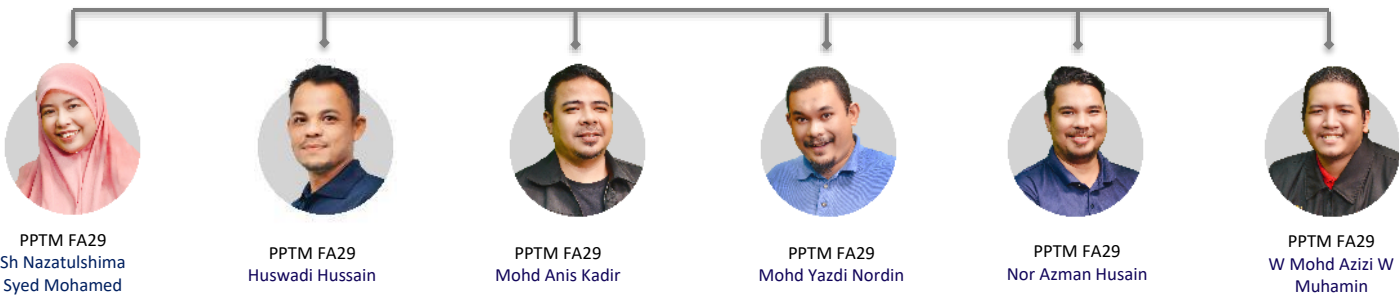 PPTM FA29
Sh Nazatulshima
Syed Mohamed
PPTM FA29
Huswadi Hussain
PPTM FA29
Mohd Anis Kadir
PPTM FA29
Mohd Yazdi Nordin
PPTM FA29
Nor Azman Husain
PPTM FA29
W Mohd Azizi W
Muhamin